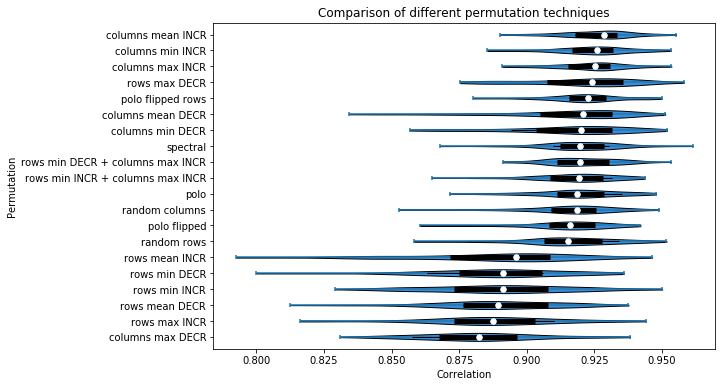 Comparison of different permutation techniques
Permutation
columns mean INCR
columns min INCR
columns max INCR
rows max DECR
polo flipped rows
columns mean DECR
columns min DECR
spectral
rows min DECR + columns max INCR
rows min INCR + columns max INCR
polo
random columns
polo flipped
random rows
rows mean INCR
rows min DECR
rows min INCR
rows mean DECR
rows max INCR
columns max DECR
0.800 0.825 0.850 0.875 0.900 0.925 0.950
Correlation